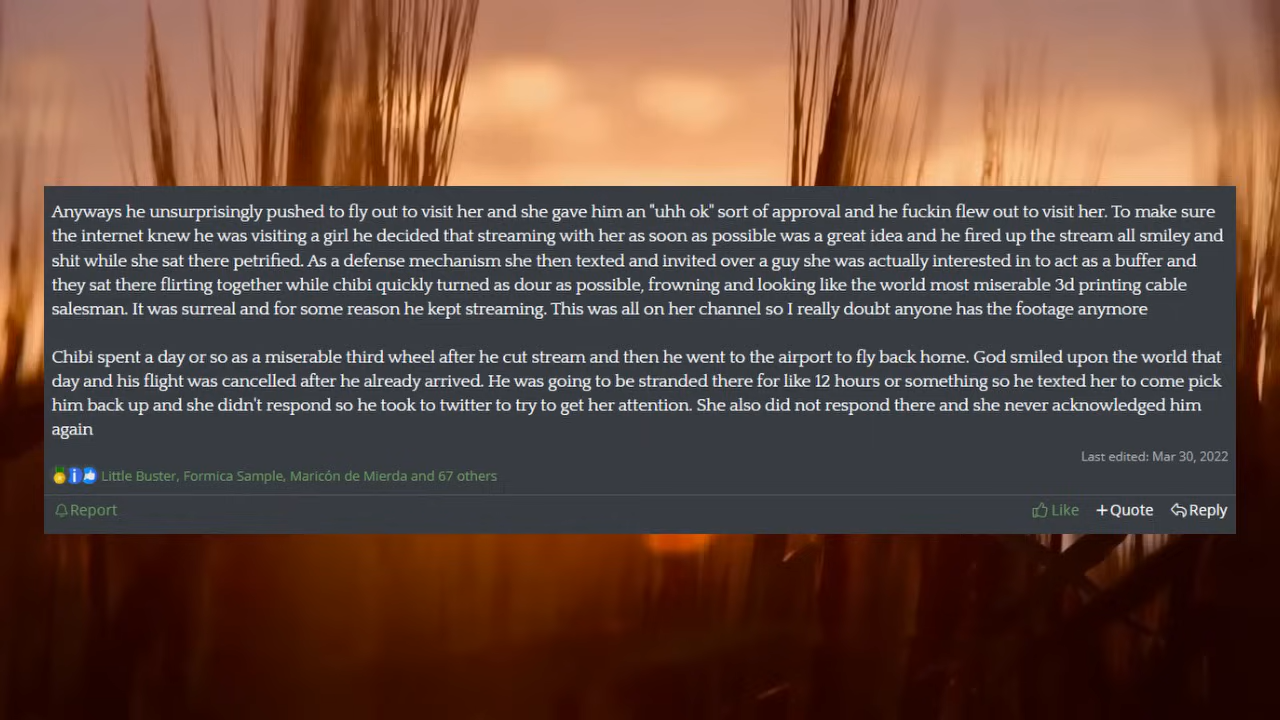 Anyways he unsurprisingly pushed to fly out to visit her and she gave him an "uhh ok" sort of approval and he fuckin flew out to visit her. To make sure
the internet knew he was visiting a girl he decided that streaming with her as soon as possible was a great idea and he fired up the stream all smiley and
shit while she sat there petrified. As a defense mechanism she then texted and invited over a guy she was actually interested in to act as a buffer and
they sat there flirting together while chibi quickly turned as dour as possible, frowning and looking like the world most miserable 3d printing cable
salesman. It was surreal and for some reason he kept streaming. This was all on her channel so I really doubt anyone has the footage anymore
Chibi spent a day or so as a miserable third wheel after he cut stream and then he went to the airport to fly back home. God smiled upon the world that
day and his flight was cancelled after he already arrived. He was going to be stranded there for like 12 hours or something so he texted her to come pick
him back up and she didn't respond so he took to twitter to try to get her attention. She also did not respond there and she never acknowledged him
again
Last edited: Mar 30, 2022
Little Buster, Formica Sample, Maricón de Mierda and 67 others
Report Like +Quote Reply